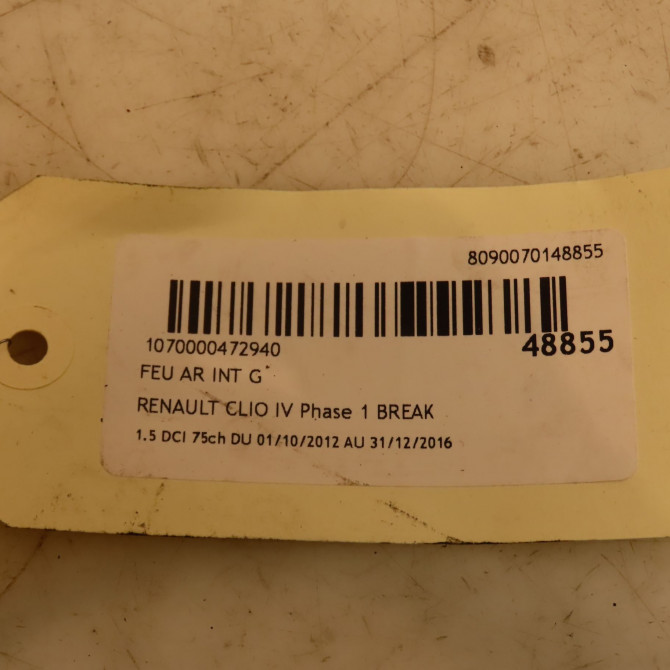 8090070148855
1070000472940
48855
FEU AR INT G
RENAULT CLIO IV Phase 1 BREAK
1.5 DCI 75ch DU 01/10/2012 AU 31/12/2016